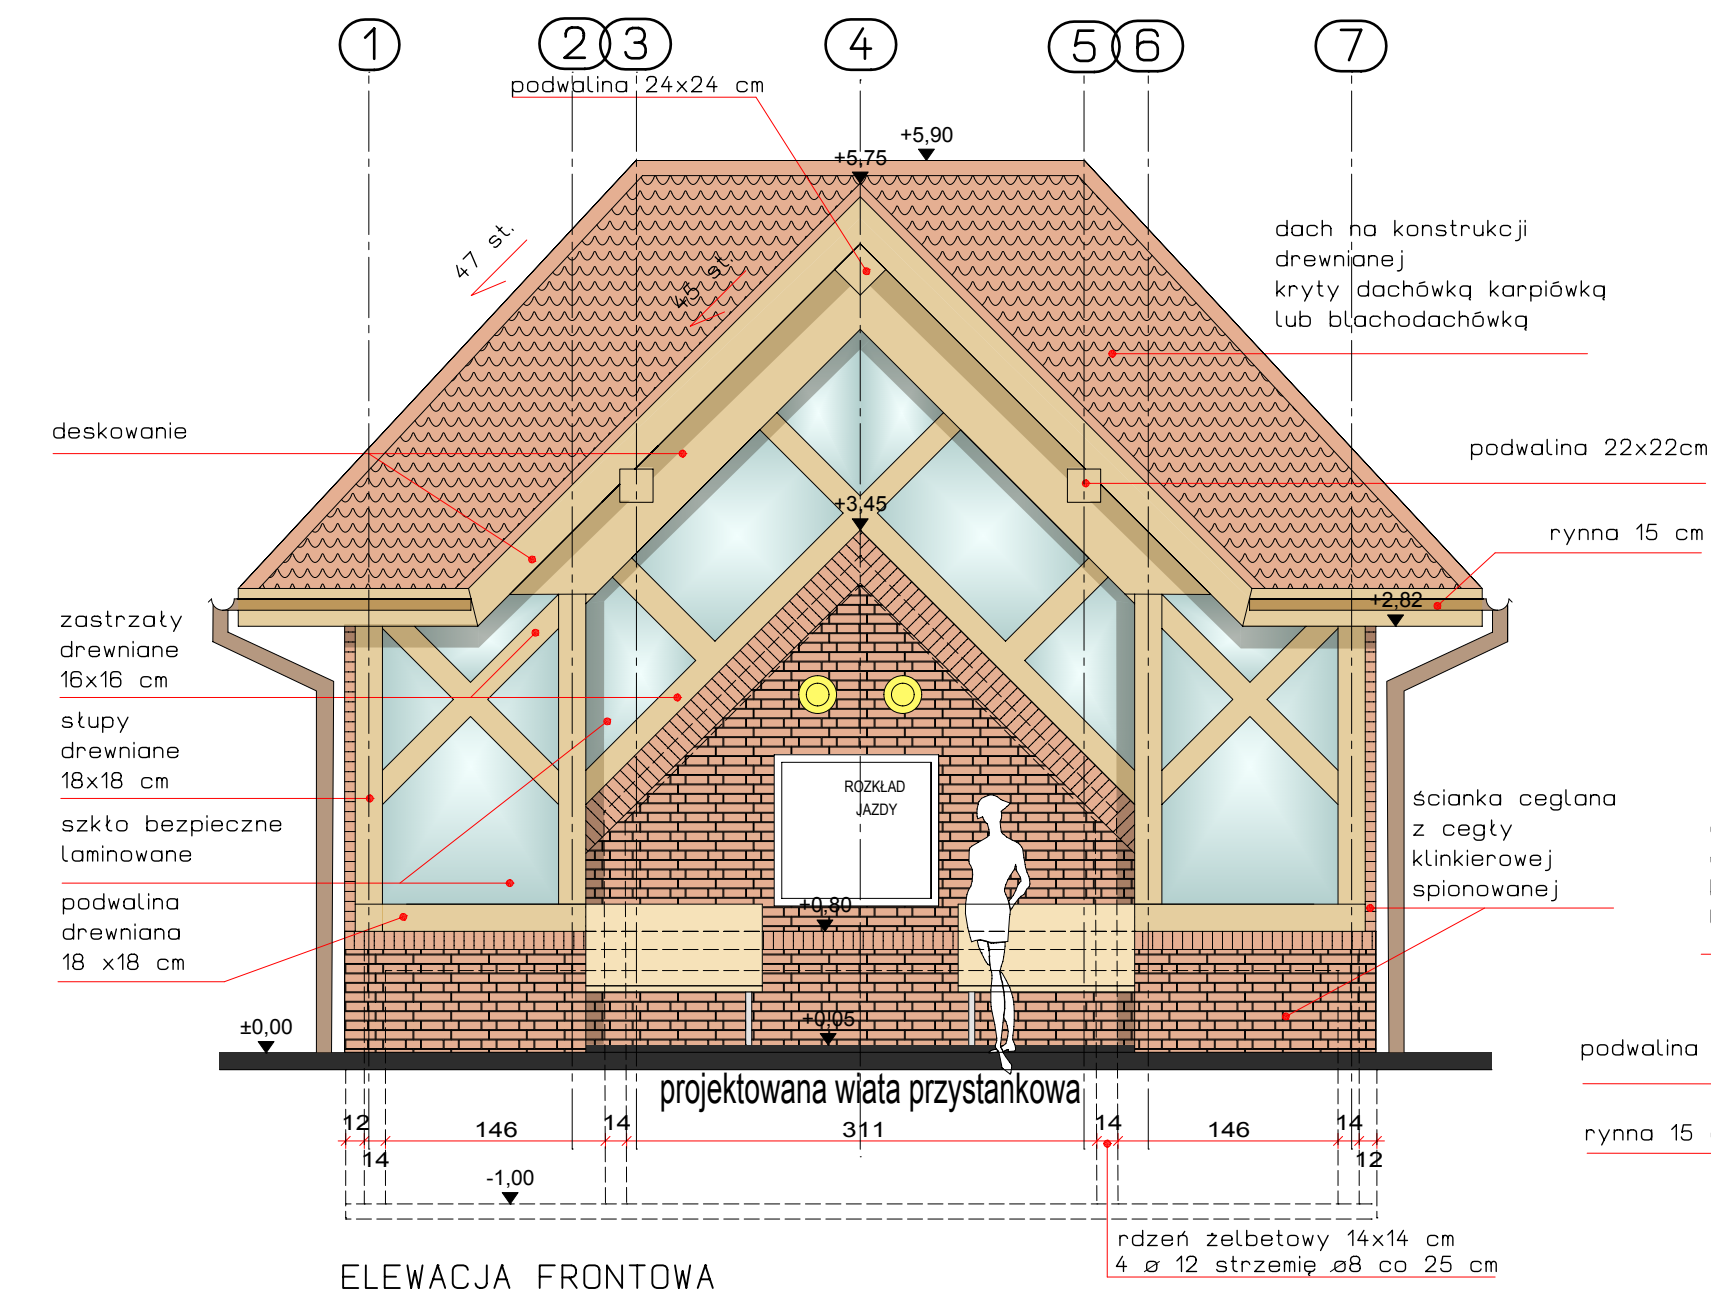 1
2
3
4
5
6
7
podwalina 24x24 cm
+5,90
+5,75
47 st.
45 st.
dach na konstrukcji
drewnianej
kryty dachówką karpiówką
lub blachodachówką
deskowanie
podwalina 22x22cm
+3,45
rynna 15 cm
+2,82
zastrzały
drewniane
16x16 cm
słupy
drewniane
18x18 cm
szkło bezpieczne
laminowane
podwalina
drewniana
18 x18 cm
ROZKŁAD
JAZDY
ścianka ceglana
z cegły
klinkierowej
spionowanej
+0,80
+0,05
±0,00
podwalina
rynna 15
projektowana wiata przystankowa
12
14
146
14
311
14
146
14
12
-1,00
rdzeń żelbetowy 14x14 cm
4 ø 12 strzemię ø8 co 25 cm
ELEWACJA FRONTOWA